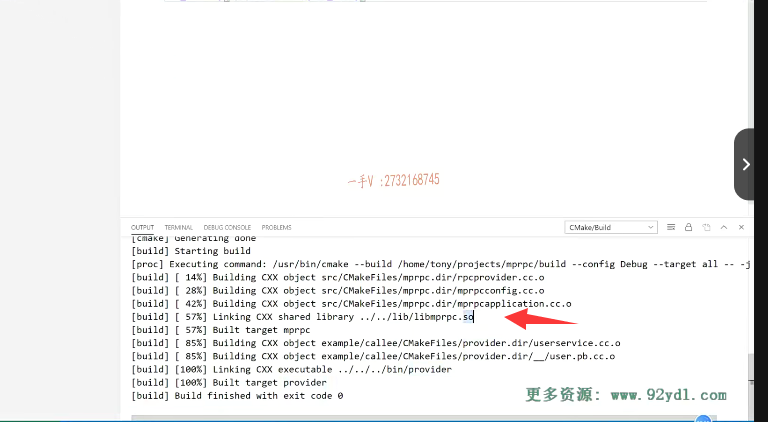 一手V :2732168745
OUTPUT TERMINAL DEBUG CONSOLE PROBLEMS CMake/Build
[cmake] Generating done
[build] Starting build
[proc] Executing command: /usr/bin/cmake --build /home/tony/projects/mprpc/build --config Debug --target all -- -j
[build] [ 14%] Building CXX object src/CMakeFiles/mprpc.dir/rpcprovider.cc.o
[build] [ 28%] Building CXX object src/CMakeFiles/mprpc.dir/mprpcconfig.cc.o
[build] [ 42%] Building CXX object src/CMakeFiles/mprpc.dir/mprpcapplication.cc.o
[build] [ 57%] Linking CXX shared library ../../lib/libmprpc.so
[build] [ 57%] Built target mprpc
[build] [ 85%] Building CXX object example/callee/CMakeFiles/provider.dir/userservice.cc.o
[build] [ 85%] Building CXX object example/callee/CMakeFiles/provider.dir/__/user.pb.cc.o
[build] [100%] Linking CXX executable ../../../bin/provider
[build] [100%] Built target provider
[build] Build finished with exit code 0
更多资源: www.92ydl.com